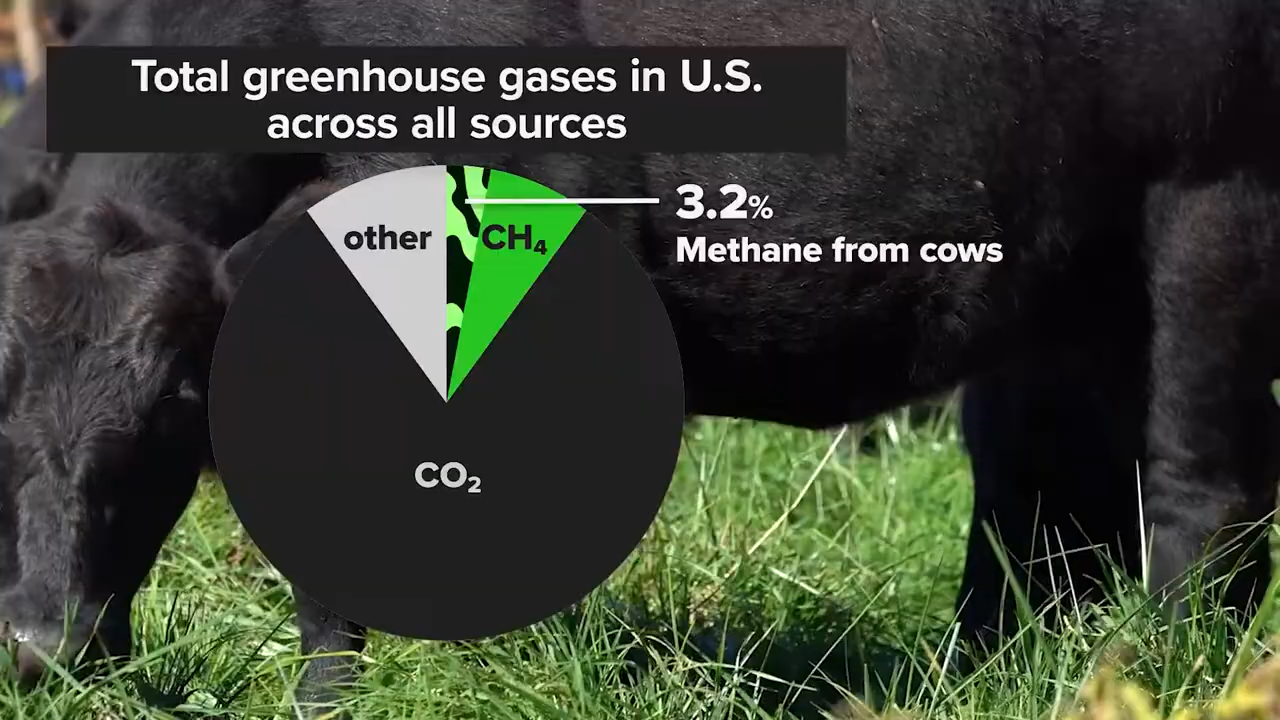 Total greenhouse gases in U.S.
across all sources
other
CH₄
3.2%
Methane from cows
CO₂